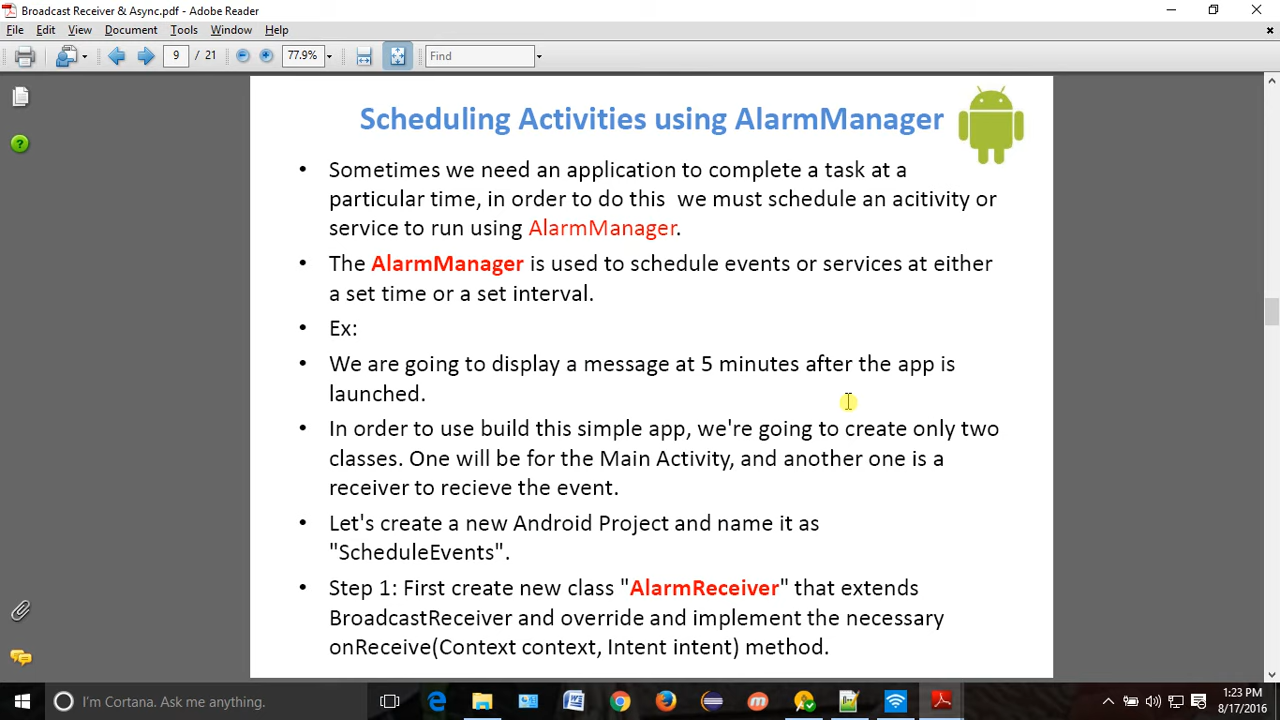 Broadcast Receiver & Async.pdf - Adobe Reader
File Edit View Document Tools Window Help
9 / 21 77.9% Find
Scheduling Activities using AlarmManager
• Sometimes we need an application to complete a task at a
particular time, in order to do this we must schedule an acitivity or
service to run using AlarmManager.
• The AlarmManager is used to schedule events or services at either
a set time or a set interval.
• Ex:
• We are going to display a message at 5 minutes after the app is
launched.
• In order to use build this simple app, we're going to create only two
classes. One will be for the Main Activity, and another one is a
receiver to recieve the event.
• Let's create a new Android Project and name it as
"ScheduleEvents".
• Step 1: First create new class "AlarmReceiver" that extends
BroadcastReceiver and override and implement the necessary
onReceive(Context context, Intent intent) method.
I'm Cortana. Ask me anything.
1:23 PM
8/17/2016